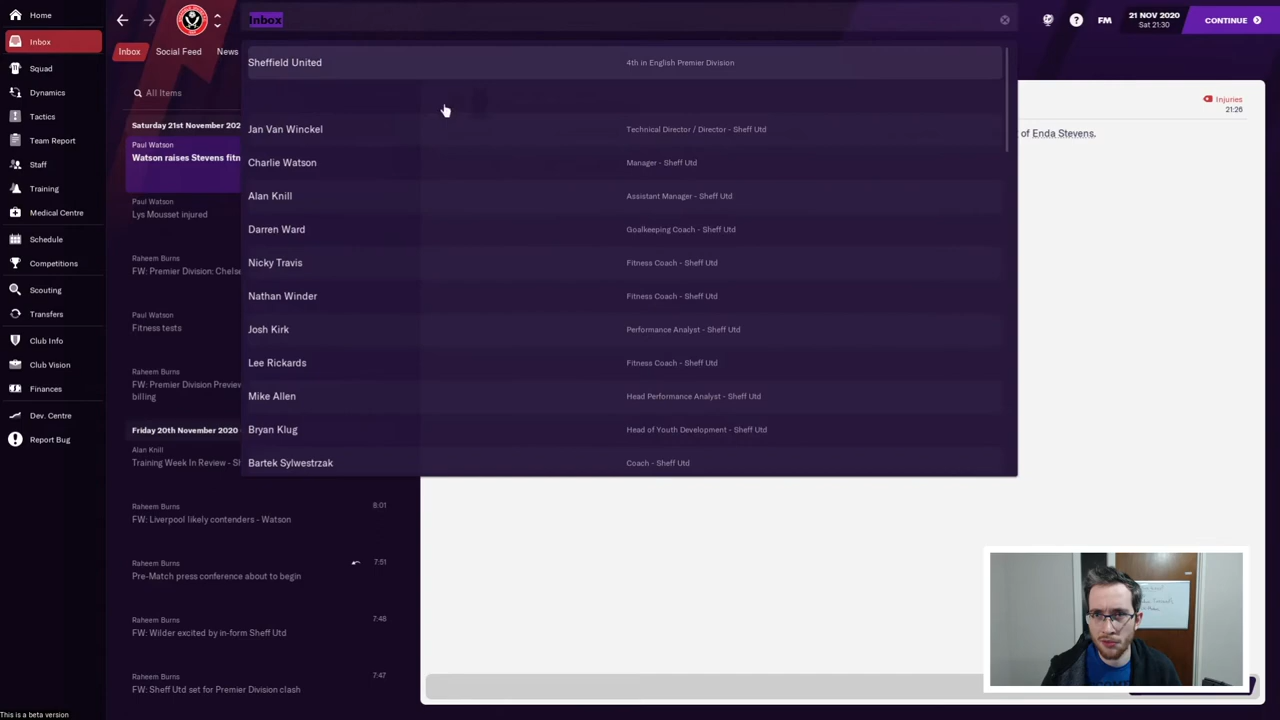 Home
Inbox
Squad
Dynamics
Tactics
Team Report
Staff
Training
Medical Centre
Schedule
Competitions
Scouting
Transfers
Club Info
Club Vision
Finances
Dev. Centre
Report Bug
This is a beta version
Inbox
?
FM
21 NOV 2020
Sat 21:30
CONTINUE
Inbox
Social Feed
News
All Items
Saturday 21st November 202
Paul Watson
Watson raises Stevens fitn
Paul Watson
Lys Mousset injured
Raheem Burns
FW: Premier Division: Chels
Paul Watson
Fitness tests
Raheem Burns
FW: Premier Division Preview
billing
Friday 20th November 2020
Alan Knill
Training Week In Review - Sh
Raheem Burns 8:01
FW: Liverpool likely contenders - Watson
Raheem Burns 7:51
Pre-Match press conference about to begin
Raheem Burns 7:48
FW: Wilder excited by in-form Sheff Utd
Raheem Burns 7:47
FW: Sheff Utd set for Premier Division clash
Sheffield United 4th in English Premier Division
Jan Van Winckel Technical Director / Director - Sheff Utd
Charlie Watson Manager - Sheff Utd
Alan Knill Assistant Manager - Sheff Utd
Darren Ward Goalkeeping Coach - Sheff Utd
Nicky Travis Fitness Coach - Sheff Utd
Nathan Winder Fitness Coach - Sheff Utd
Josh Kirk Performance Analyst - Sheff Utd
Lee Rickards Fitness Coach - Sheff Utd
Mike Allen Head Performance Analyst - Sheff Utd
Bryan Klug Head of Youth Development - Sheff Utd
Bartek Sylwestrzak Coach - Sheff Utd
Injuries
21:26
of Enda Stevens.